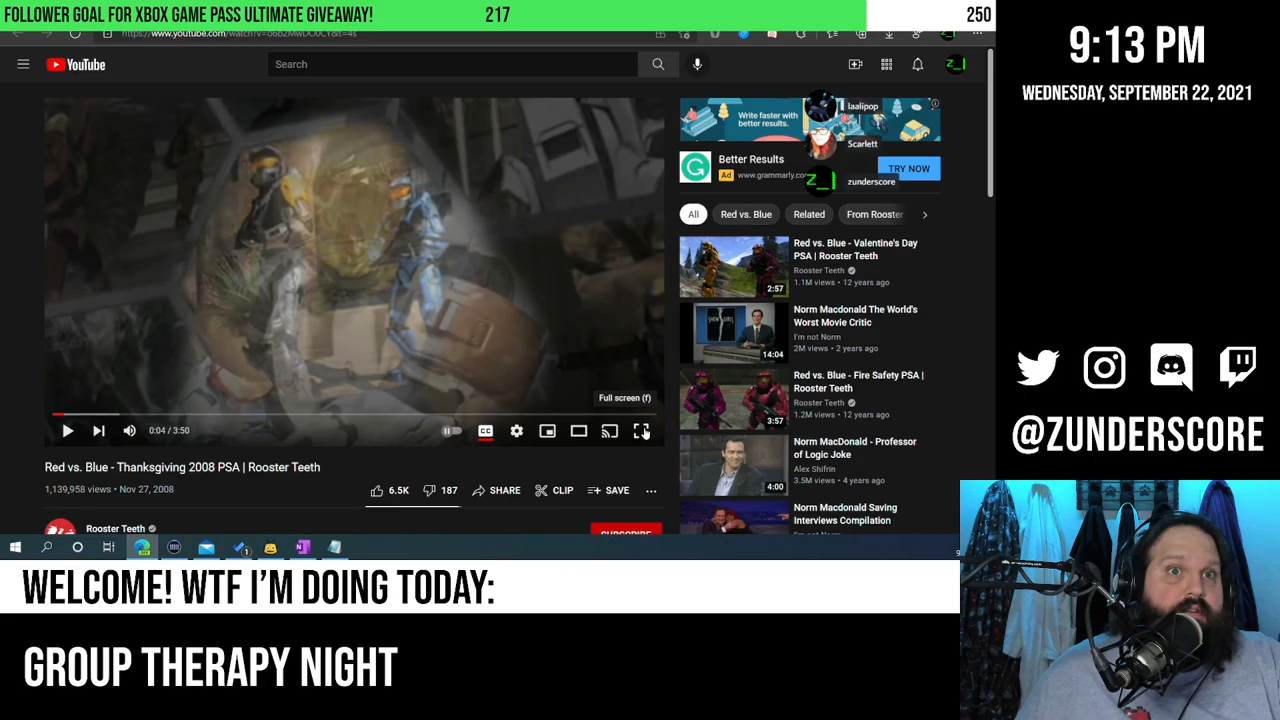 FOLLOWER GOAL FOR XBOX GAME PASS ULTIMATE GIVEAWAY! 217 250
9:13 PM
WEDNESDAY, SEPTEMBER 22, 2021
YouTube
Search
Write faster with
better results.
laalipop
Scarlett
zunderscore
Better Results
Ad www.grammarly.co
TRY NOW
All
Red vs. Blue
Related
From Rooster
Red vs. Blue - Valentine's Day
PSA | Rooster Teeth
Rooster Teeth
1.1M views • 12 years ago
2:57
Norm Macdonald The World's
Worst Movie Critic
I'm not Norm
2M views • 2 years ago
14:04
Red vs. Blue - Fire Safety PSA |
Rooster Teeth
Rooster Teeth
1.2M views • 12 years ago
3:57
Norm MacDonald - Professor
of Logic Joke
Alex Shifrin
3.5M views • 4 years ago
4:00
Norm Macdonald Saving
Interviews Compilation
Full screen (f)
0:04 / 3:50
CC
Red vs. Blue - Thanksgiving 2008 PSA | Rooster Teeth
1,139,958 views • Nov 27, 2008
6.5K
187
SHARE
CLIP
SAVE
Rooster Teeth
SUBSCRIBE
@ZUNDERSCORE
WELCOME! WTF I'M DOING TODAY:
GROUP THERAPY NIGHT